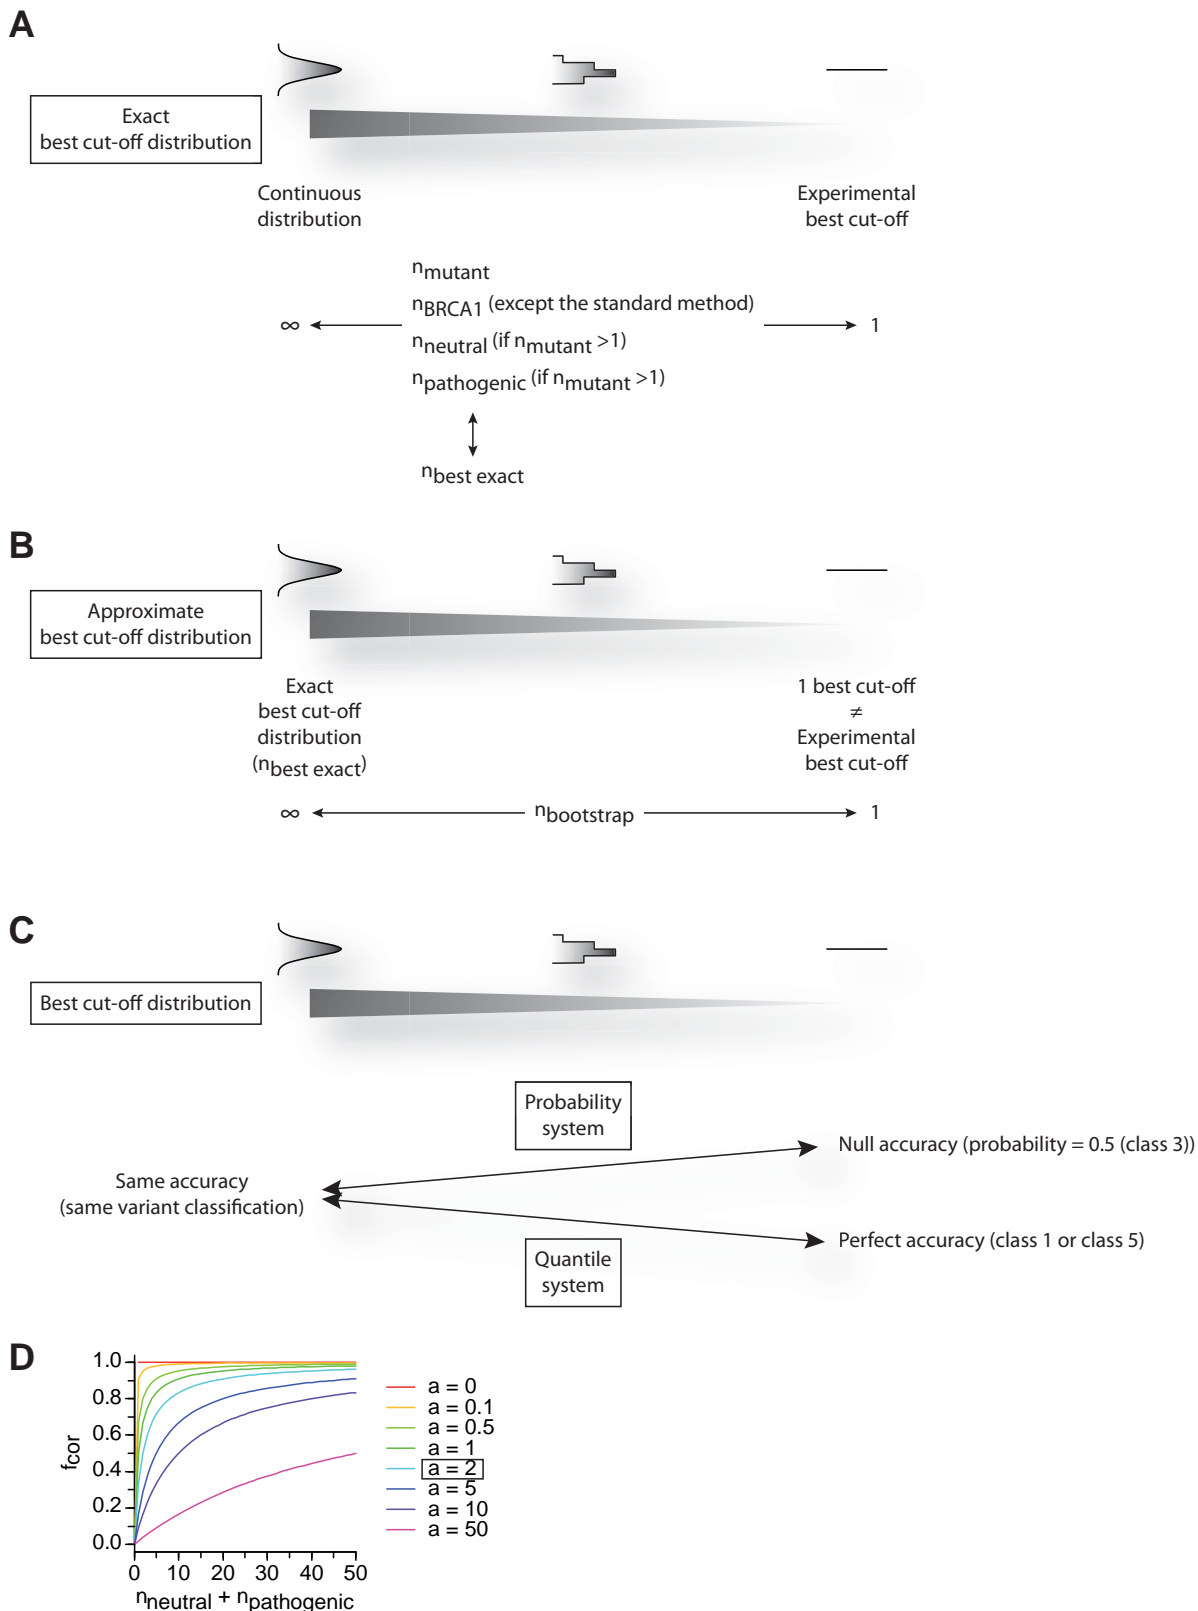 A
Exact
best cut-off distribution
Continuous
distribution
Experimental
best cut-off
nmutant
nBRCA1 (except the standard method)
∞
1
nneutral (if nmutant >1)
npathogenic (if nmutant >1)
nbest exact
B
Approximate
best cut-off distribution
Exact
best cut-off
distribution
(nbest exact)
1 best cut-off
≠
Experimental
best cut-off
∞
nbootstrap
1
C
Best cut-off distribution
Probability
system
Null accuracy (probability = 0.5 (class 3))
Same accuracy
(same variant classification)
Perfect accuracy (class 1 or class 5)
Quantile
system
D
fcor
1.0
0.8
0.6
0.4
0.2
0.0
0 10 20 30 40 50
nneutral + npathogenic
a = 0
a = 0.1
a = 0.5
a = 1
a = 2
a = 5
a = 10
a = 50